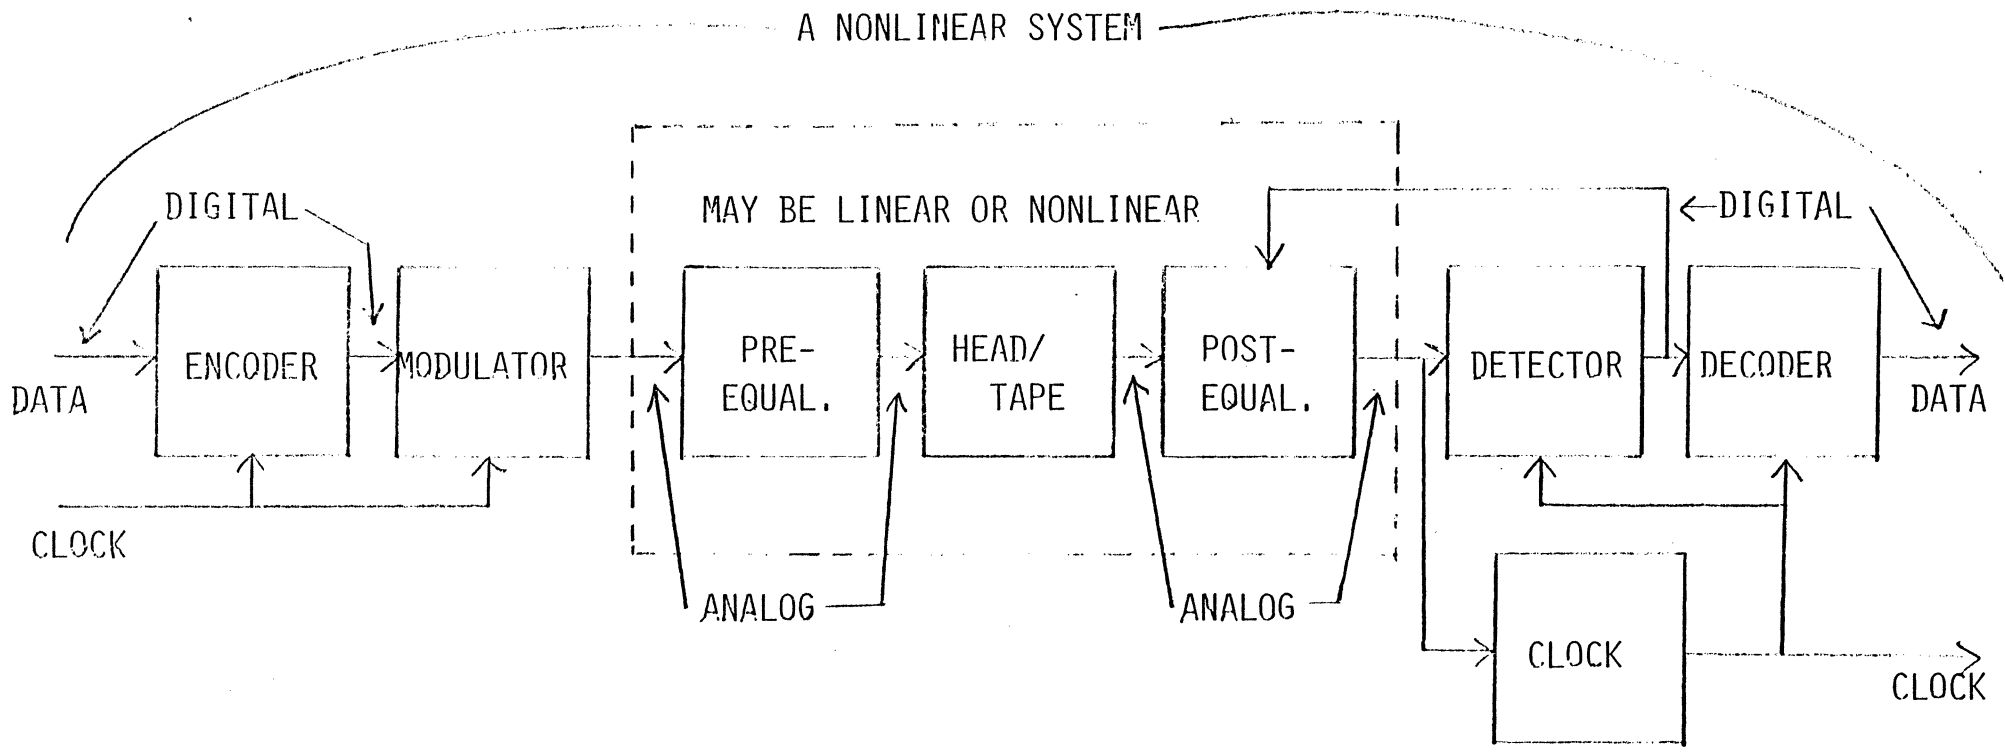 A NONLINEAR SYSTEM
DIGITAL
MAY BE LINEAR OR NONLINEAR
DIGITAL
ENCODER
MODULATOR
PRE-
EQUAL.
HEAD/
TAPE
POST-
EQUAL.
DETECTOR
DECODER
DATA
DATA
CLOCK
ANALOG
ANALOG
CLOCK
CLOCK